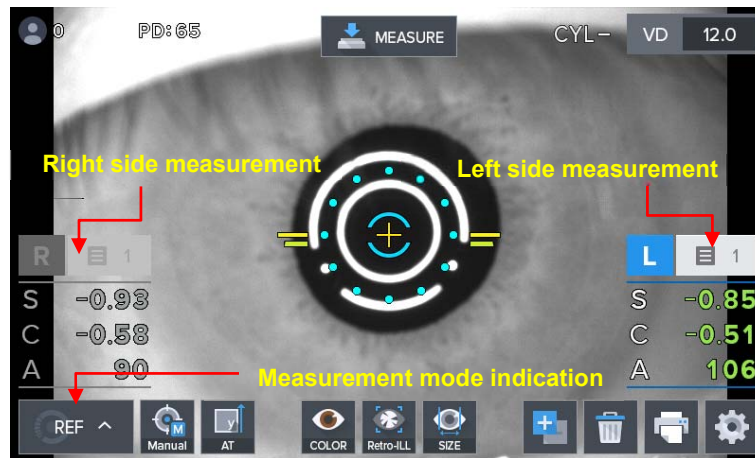 0 PD:65 MEASURE CYL- VD 12.0
Right side measurement
Left side measurement
R 1
L 1
S -0.93
S -0.85
C -0.58
C -0.51
A 90
A 106
Measurement mode indication
REF
M
Manual
y
AT
COLOR
Retro-ILL
SIZE